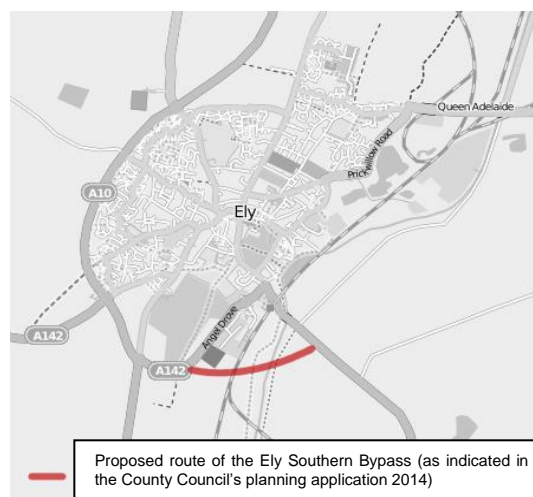 Queen Adelaide
Prickwillow Road
A10
Ely
Angel Drove
A142
A142
Proposed route of the Ely Southern Bypass (as indicated in
the County Council's planning application 2014)